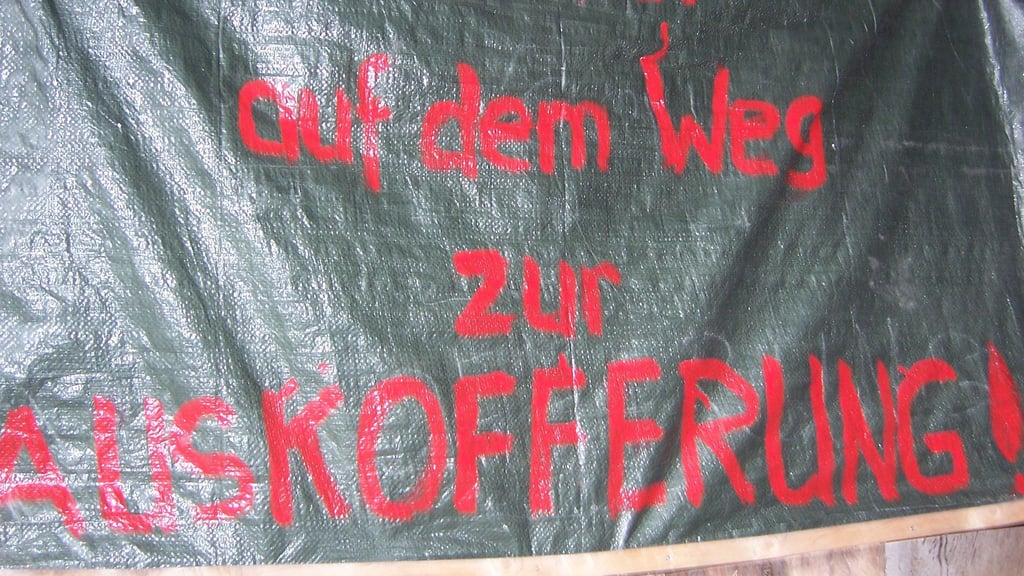 auf dem Weg
zur
AUSKOFFERUNG!